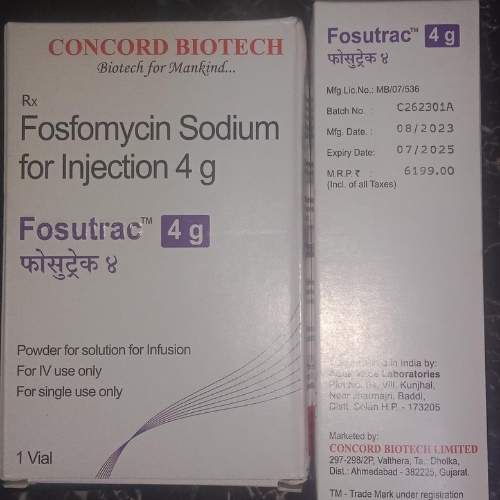 CONCORD BIOTECH
Biotech for Mankind...
Rx
Fosfomycin Sodium
for Injection 4 g
Fosutrac™ 4 g
फोसुट्रेक ४
Powder for solution for Infusion
For IV use only
For single use only
1 Vial
Fosutrac™ 4 g
फोसुट्रेक ४
Mfg.Lic.No.: MB/07/536
Batch No. : C262301A
Mfg. Date. : 08/2023
Expiry Date: 07/2025
M.R.P. ₹ : 6199.00
(Incl. of all Taxes)
in India by:
Laboratories
Plot No. Vill. Kunjhal,
Near Jharmajri, Baddi,
Distt. Solan H.P. - 173205
Marketed by:
CONCORD BIOTECH LIMITED
297-298/2P, Valthera, Ta. Dholka,
Dist.: Ahmedabad - 382225, Gujarat.
TM - Trade Mark under registration